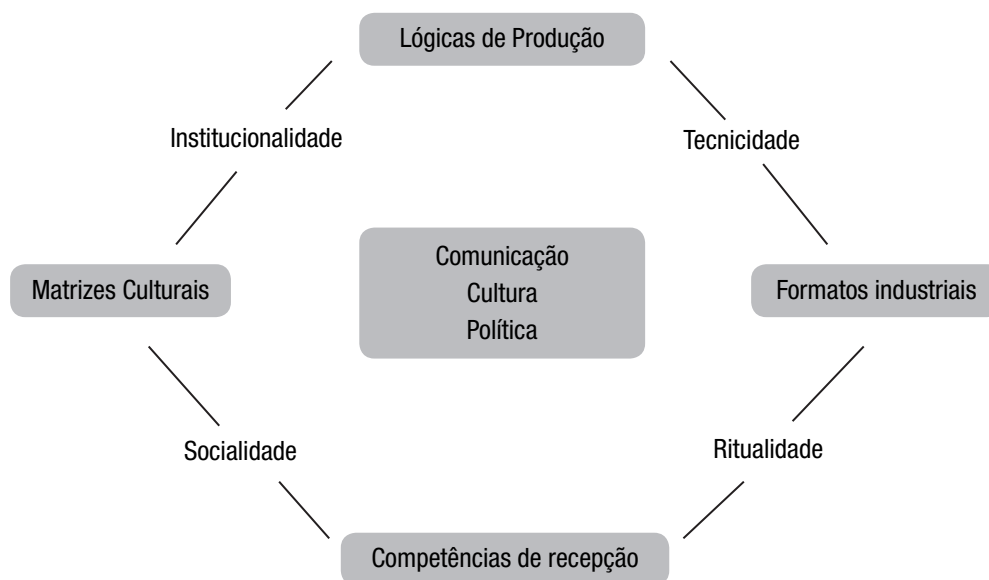 Lógicas de Produção
Institucionalidade
Tecnicidade
Matrizes Culturais
Comunicação
Cultura
Política
Formatos industriais
Socialidade
Ritualidade
Competências de recepção